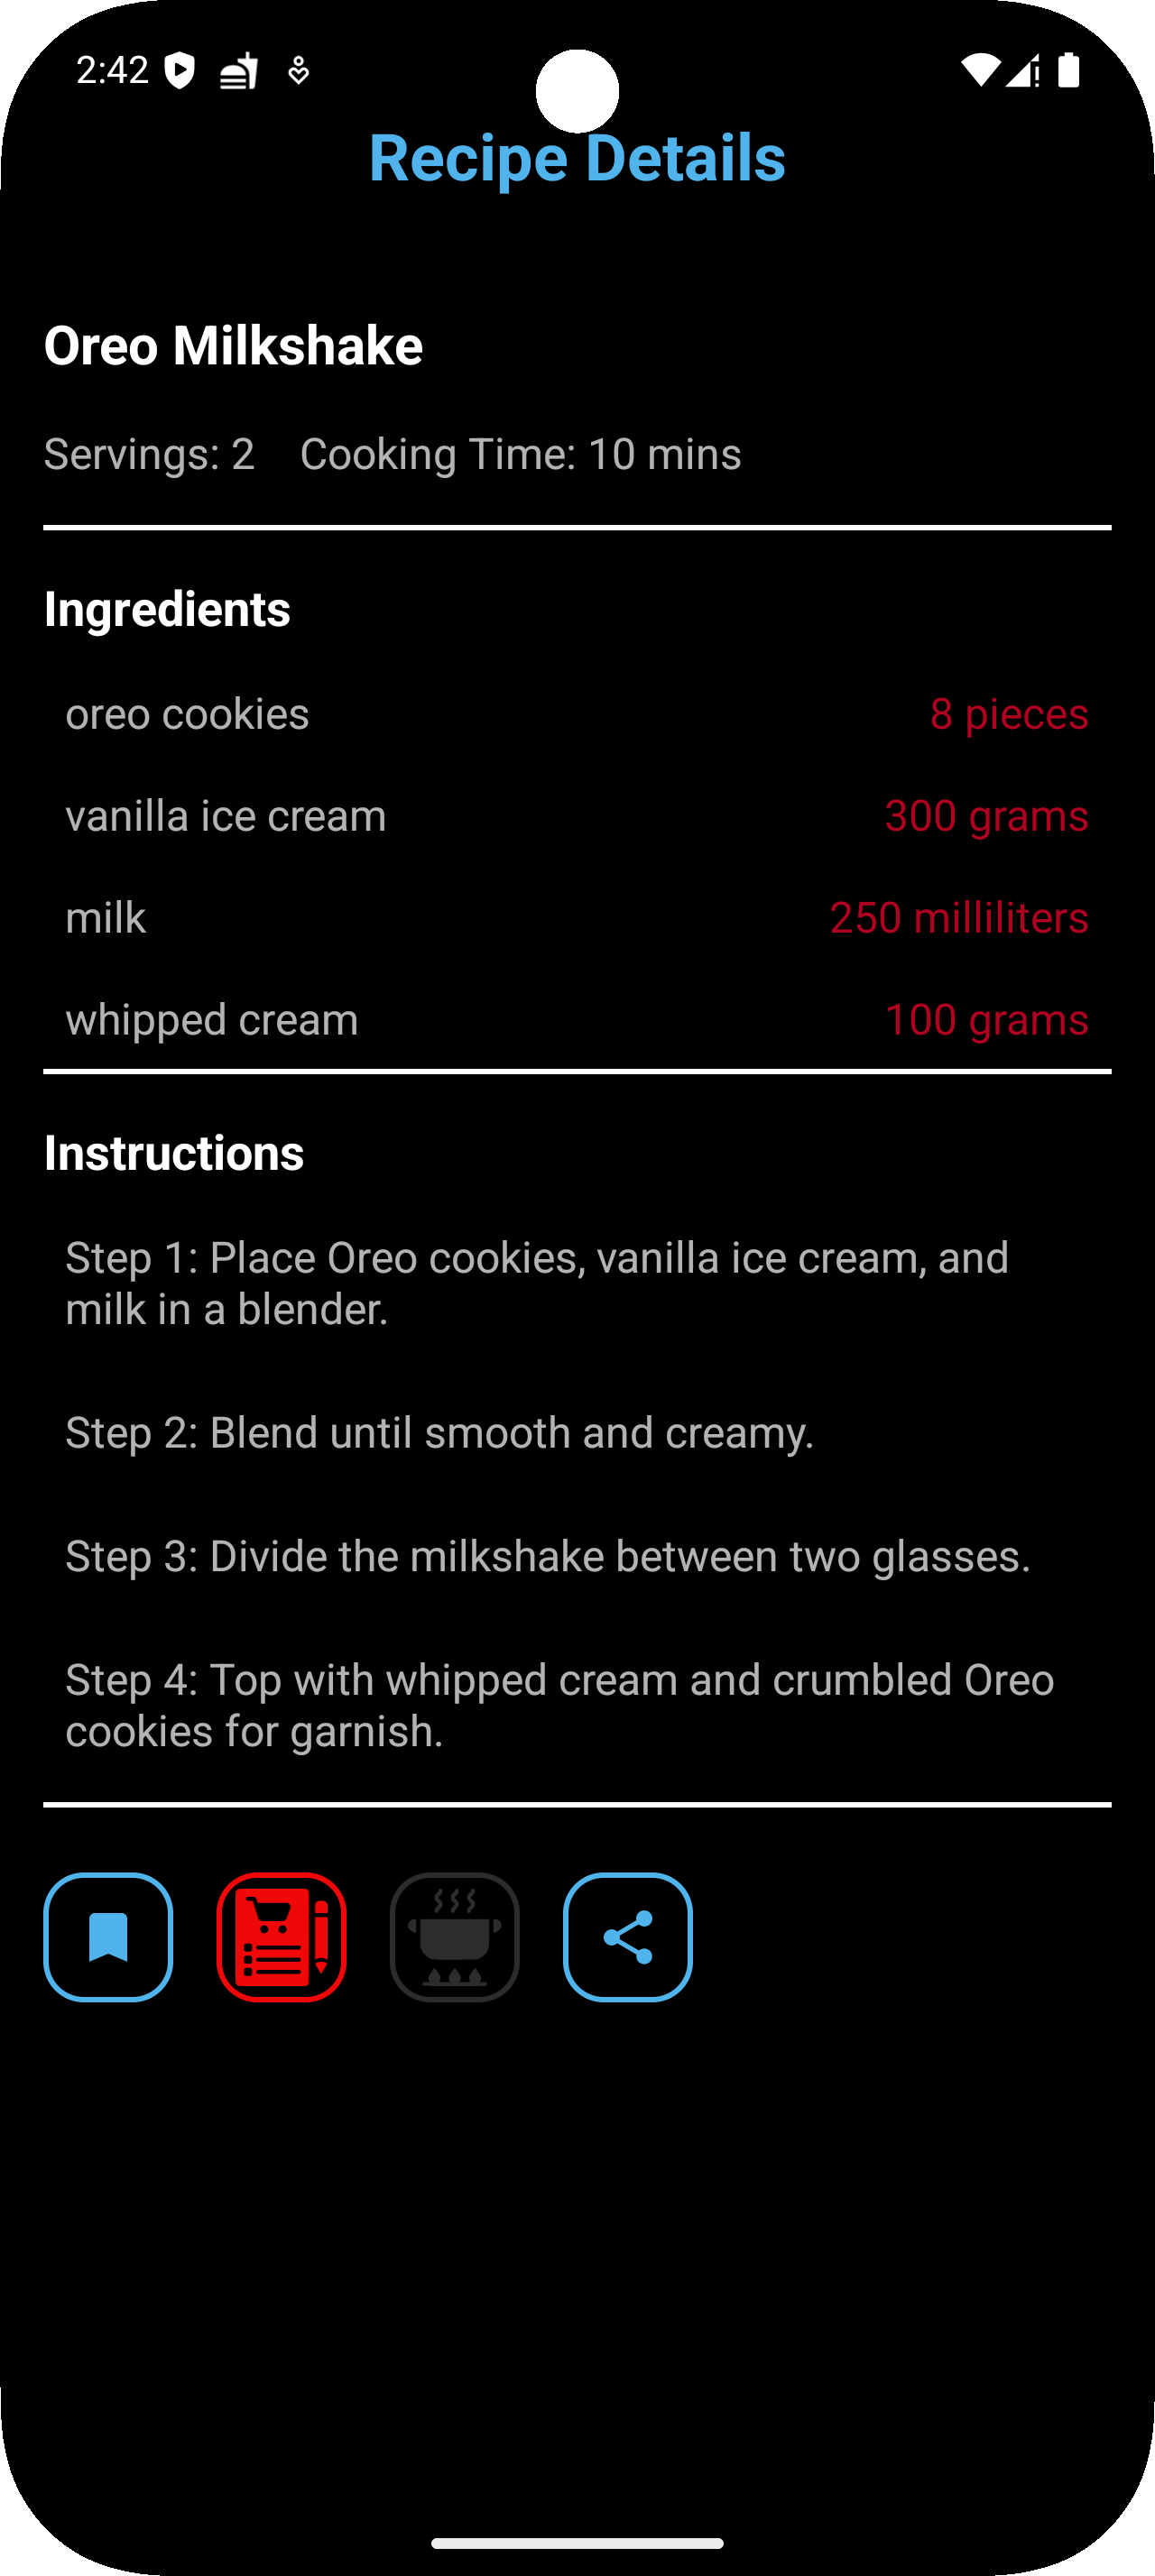 2:42
Recipe Details
Oreo Milkshake
Servings: 2 Cooking Time: 10 mins
Ingredients
oreo cookies 8 pieces
vanilla ice cream 300 grams
milk 250 milliliters
whipped cream 100 grams
Instructions
Step 1: Place Oreo cookies, vanilla ice cream, and
milk in a blender.
Step 2: Blend until smooth and creamy.
Step 3: Divide the milkshake between two glasses.
Step 4: Top with whipped cream and crumbled Oreo
cookies for garnish.